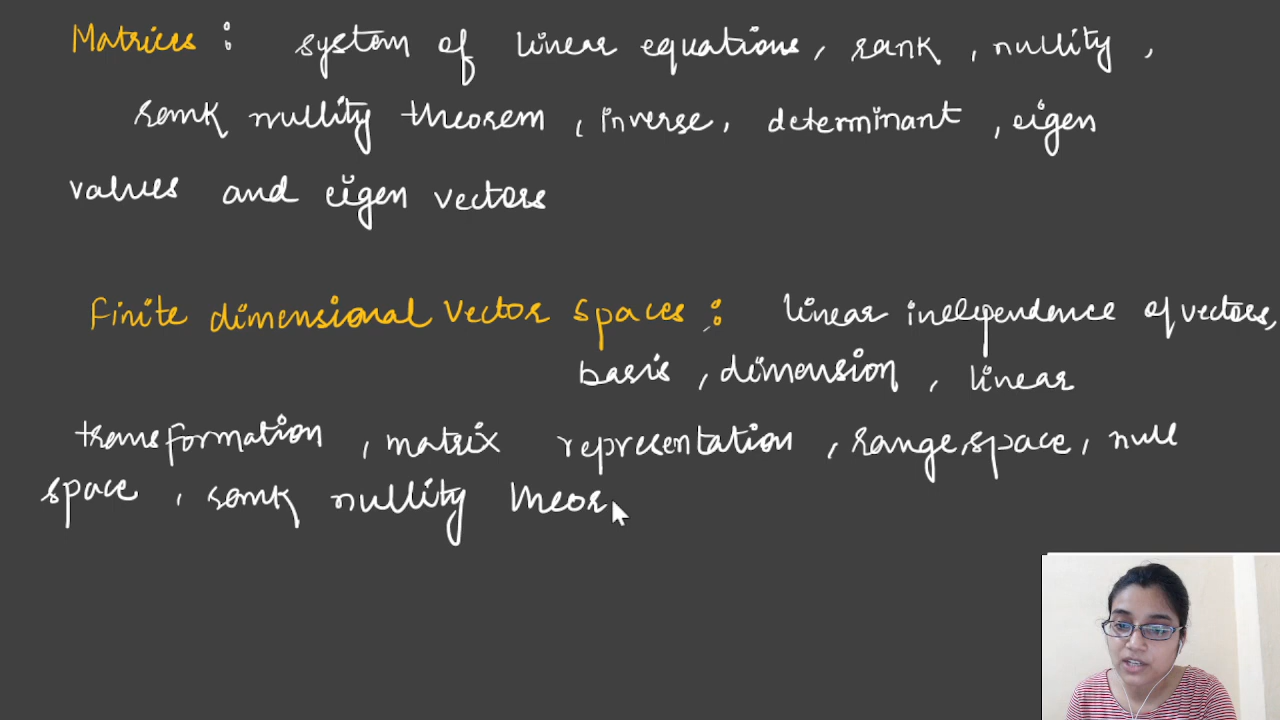 Matrices : system of linear equations, rank, nullity,
rank nullity theorem, inverse, determinant, eigen
values and eigen vectors
Finite dimensional vector spaces : linear independence of vectors,
basis, dimension, linear
transformation, matrix representation, range space, null
space, rank nullity theor